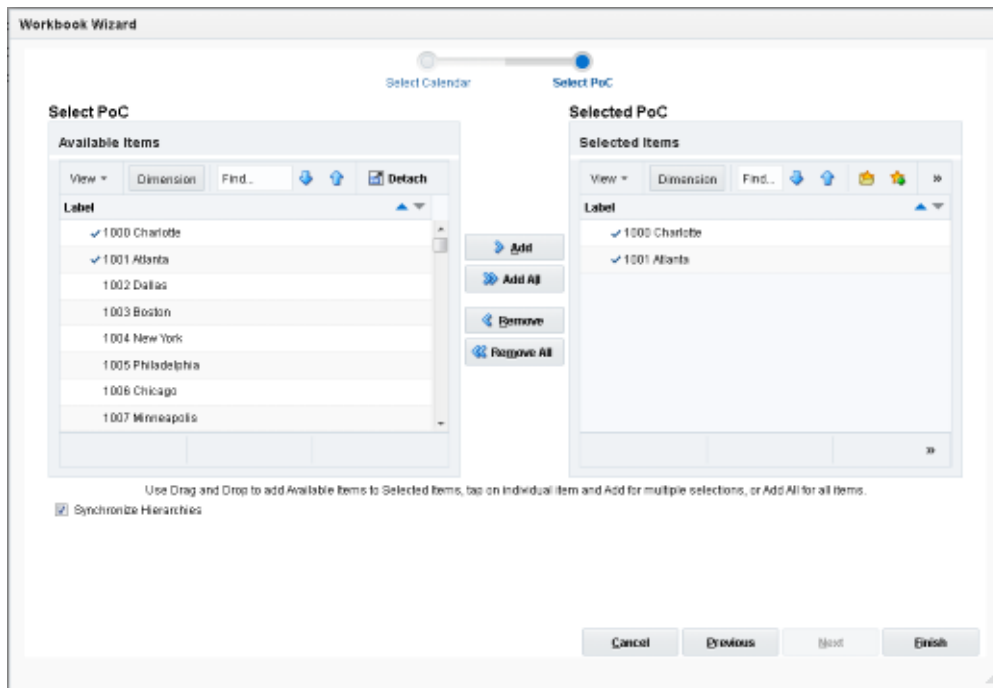 Workbook Wizard
Select Calendar
Select PoC
Select PoC
Available Items
View
Dimension
Find...
Detach
Label
1000 Charlotte
1001 Atlanta
1002 Dallas
1003 Boston
1004 New York
1005 Philadelphia
1006 Chicago
1007 Minneapolis
Add
Add All
Remove
Remove All
Selected PoC
Selected Items
View
Dimension
Find...
»
Label
1000 Charlotte
1001 Atlanta
»
Use Drag and Drop to add Available Items to Selected Items, tap on individual item and Add for multiple selections, or Add All for all items.
Synchronize Hierarchies
Cancel
Previous
Next
Finish